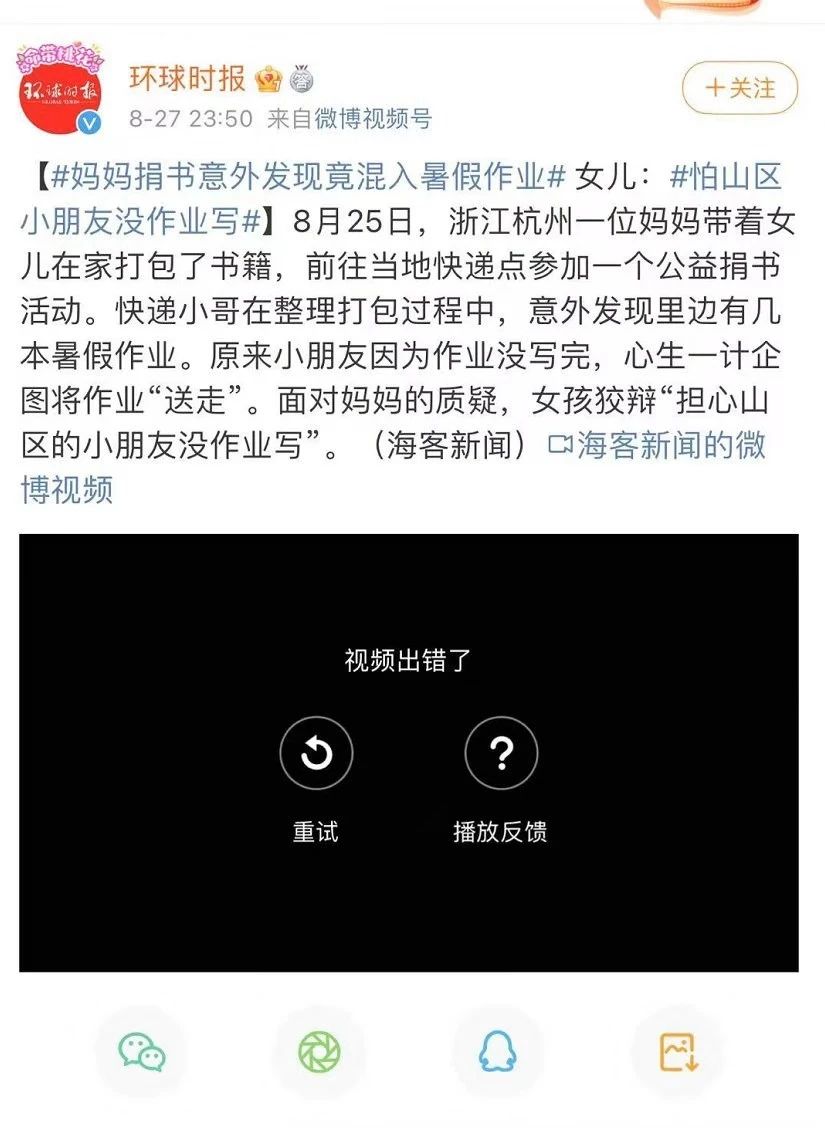 命带桃花
环球时报
GLOBAL TIMES
环球时报
答
+关注
8-27 23:50 来自微博视频号
【#妈妈捐书意外发现竟混入暑假作业# 女儿：#怕山区
小朋友没作业写#】8月25日，浙江杭州一位妈妈带着女
儿在家打包了书籍，前往当地快递点参加一个公益捐书
活动。快递小哥在整理打包过程中，意外发现里边有几
本暑假作业。原来小朋友因为作业没写完，心生一计企
图将作业“送走”。面对妈妈的质疑，女孩狡辩“担心山
区的小朋友没作业写”。（海客新闻）海客新闻的微
博视频
视频出错了
重试
?
播放反馈